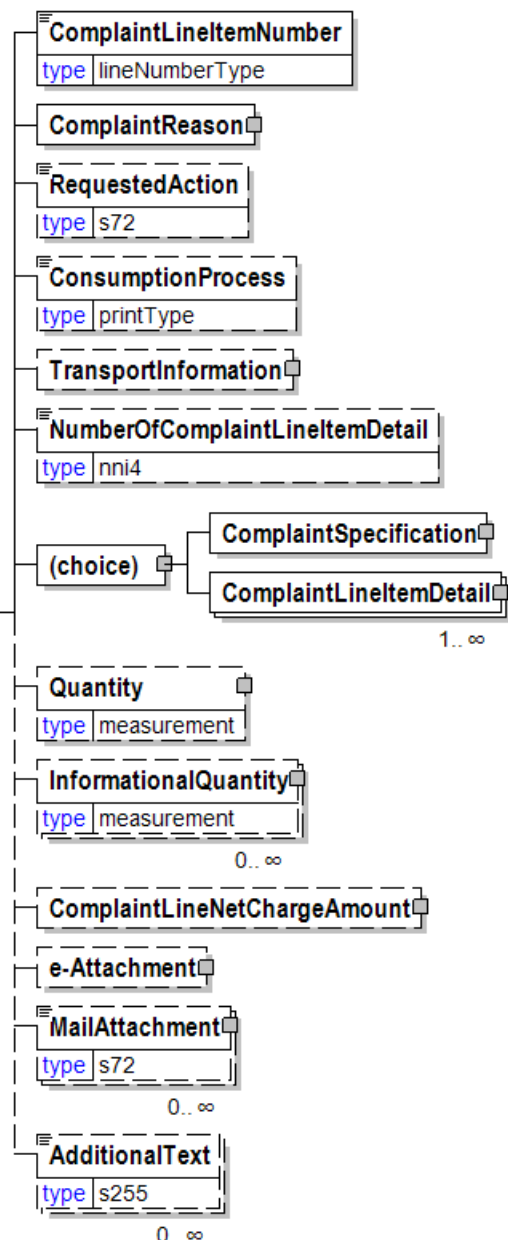 ComplaintLineItemNumber
type lineNumberType
ComplaintReason
RequestedAction
type s72
ConsumptionProcess
type printType
TransportInformation
NumberOfComplaintLineItemDetail
type nni4
ComplaintSpecification
(choice)
ComplaintLineItemDetail
1.. ∞
Quantity
type measurement
InformationalQuantity
type measurement
0.. ∞
ComplaintLineNetChargeAmount
e-Attachment
MailAttachment
type s72
0.. ∞
AdditionalText
type s255
0.. ∞